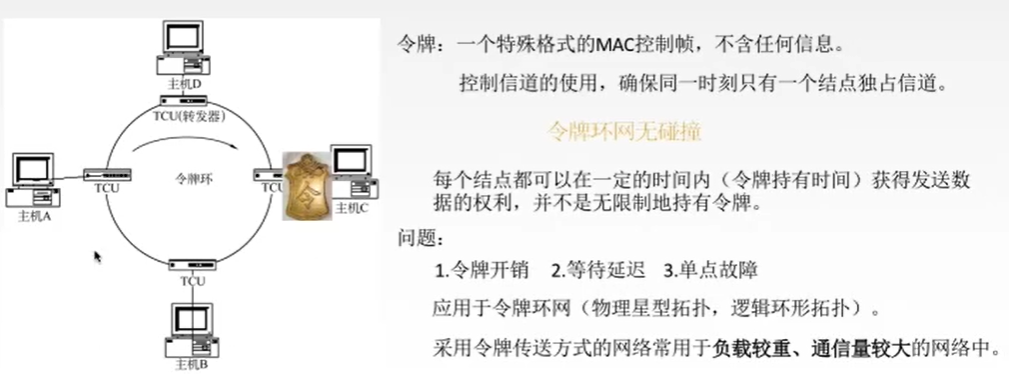 主机D
TCU(转发器)
令牌环
TCU
主机A
TCU
令
主机C
TCU
主机B
令牌：一个特殊格式的MAC控制帧，不含任何信息。
控制信道的使用，确保同一时刻只有一个结点独占信道。
令牌环网无碰撞
每个结点都可以在一定的时间内（令牌持有时间）获得发送数
据的权利，并不是无限制地持有令牌。
问题：
1.令牌开销 2.等待延迟 3.单点故障
应用于令牌环网（物理星型拓扑，逻辑环形拓扑）。
采用令牌传送方式的网络常用于负载较重、通信量较大的网络中。